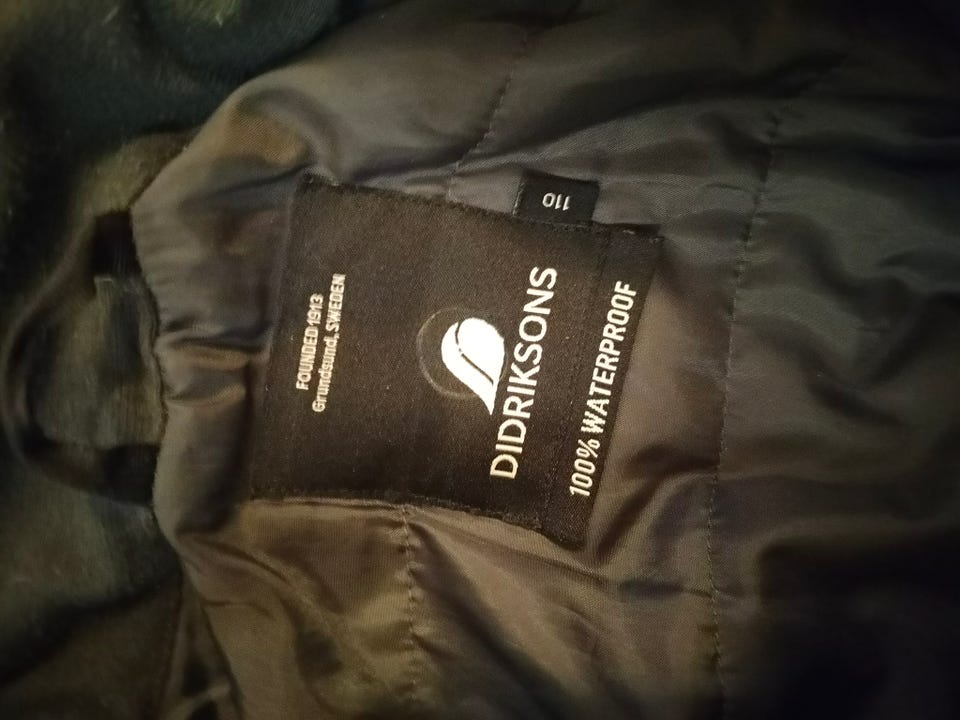 FOUNDED 1913
Grundsund, SWEDEN
DIDRIKSONS
100% WATERPROOF
110